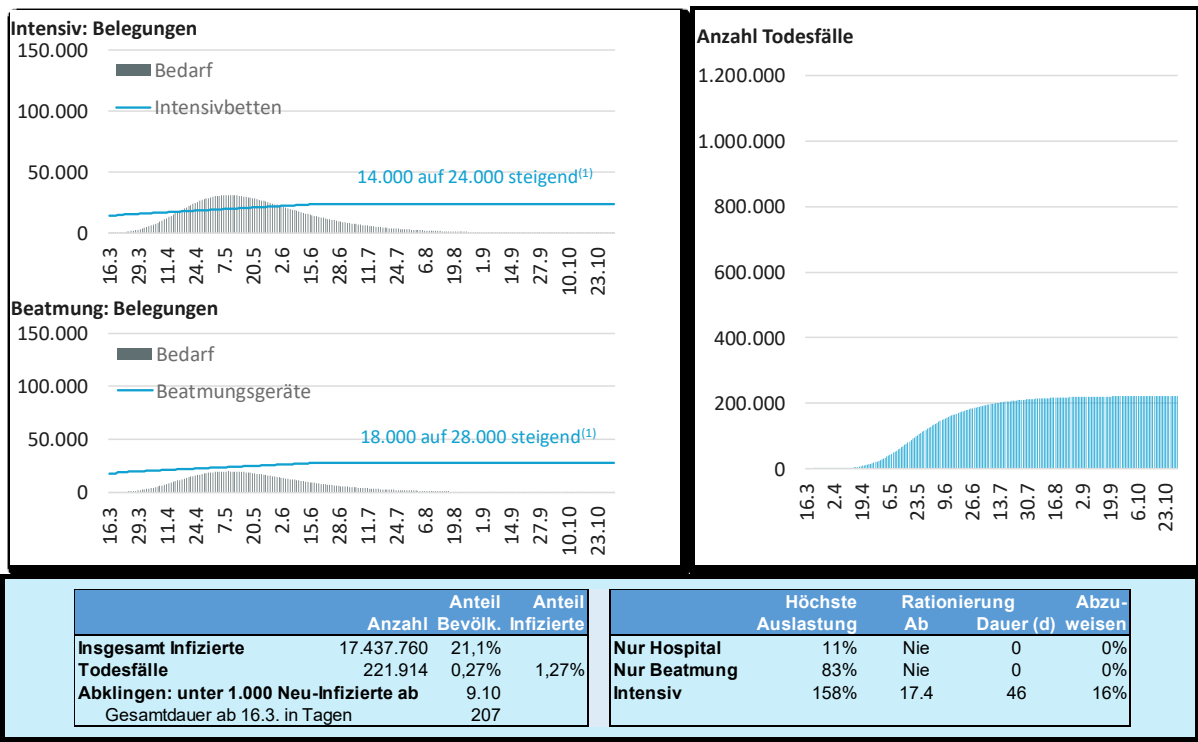 Intensiv: Belegungen
150.000
Bedarf
100.000
Intensivbetten
50.000
14.000 auf 24.000 steigend(1)
0
16.3 29.3 11.4 24.4 7.5 20.5 2.6 15.6 28.6 11.7 24.7 6.8 19.8 1.9 14.9 27.9 10.10 23.10
Beatmung: Belegungen
150.000
Bedarf
100.000
Beatmungsgeräte
50.000
18.000 auf 28.000 steigend(1)
0
16.3 29.3 11.4 24.4 7.5 20.5 2.6 15.6 28.6 11.7 24.7 6.8 19.8 1.9 14.9 27.9 10.10 23.10
Anzahl Todesfälle
1.200.000
1.000.000
800.000
600.000
400.000
200.000
0
16.3 2.4 19.4 6.5 23.5 9.6 26.6 13.7 30.7 16.8 2.9 19.9 6.10 23.10
Anteil Anteil
Anzahl Bevölk. Infizierte
Insgesamt Infizierte 17.437.760 21,1%
Todesfälle 221.914 0,27% 1,27%
Abklingen: unter 1.000 Neu-Infizierte ab 9.10
Gesamtdauer ab 16.3. in Tagen 207
Höchste Rationierung Abzu-
Auslastung Ab Dauer (d) weisen
Nur Hospital 11% Nie 0 0%
Nur Beatmung 83% Nie 0 0%
Intensiv 158% 17.4 46 16%